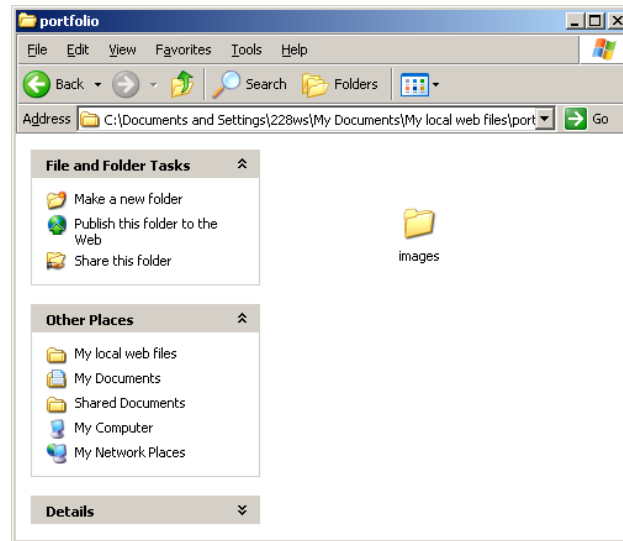 portfolio
File Edit View Favorites Tools Help
Back Search Folders
Address C:\Documents and Settings\228ws\My Documents\My local web files\port Go
File and Folder Tasks
Make a new folder
Publish this folder to the
Web
Share this folder
images
Other Places
My local web files
My Documents
Shared Documents
My Computer
My Network Places
Details